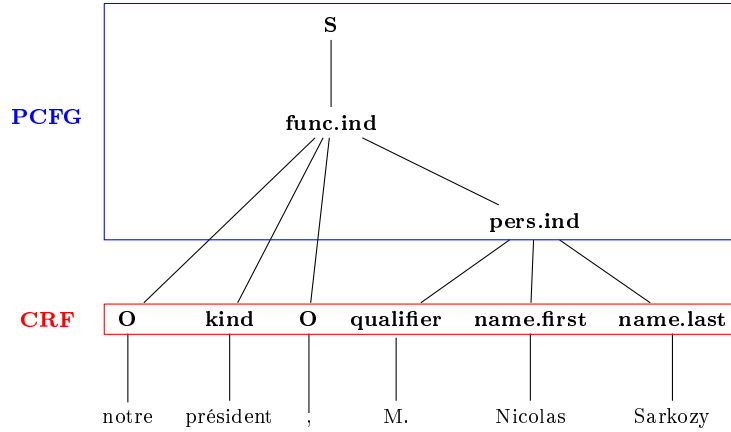 S
PCFG
func.ind
pers.ind
CRF O kind O qualifier name.first name.last
notre président , M. Nicolas Sarkozy